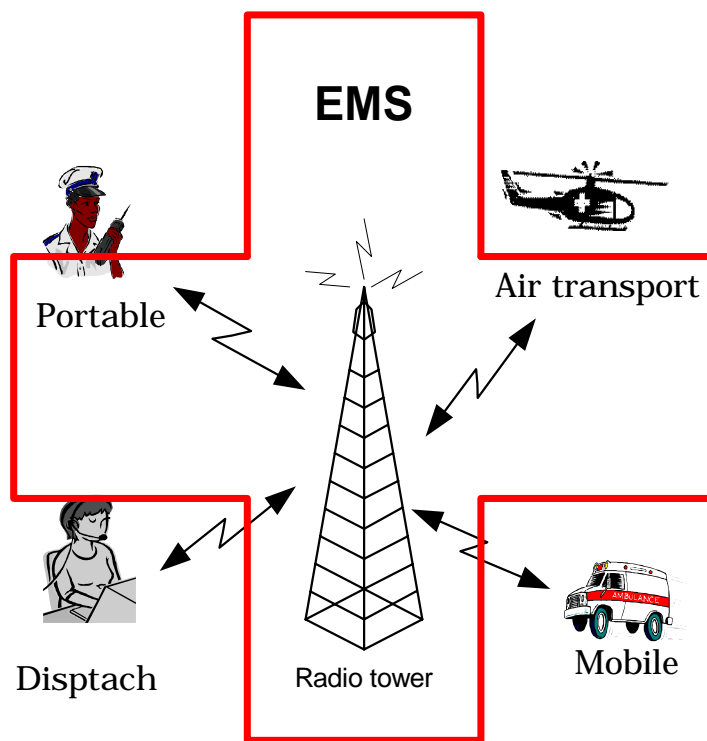 EMS
Air transport
Portable
AMBULANCE
Disptach
Radio tower
Mobile